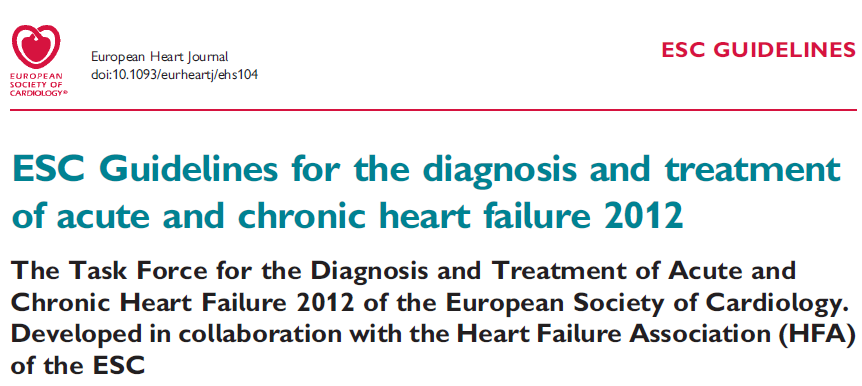 European Heart Journal
doi:10.1093/eurheartj/ehs104
ESC GUIDELINES
EUROPEAN
SOCIETY OF
CARDIOLOGY®
ESC Guidelines for the diagnosis and treatment
of acute and chronic heart failure 2012
The Task Force for the Diagnosis and Treatment of Acute and
Chronic Heart Failure 2012 of the European Society of Cardiology.
Developed in collaboration with the Heart Failure Association (HFA)
of the ESC